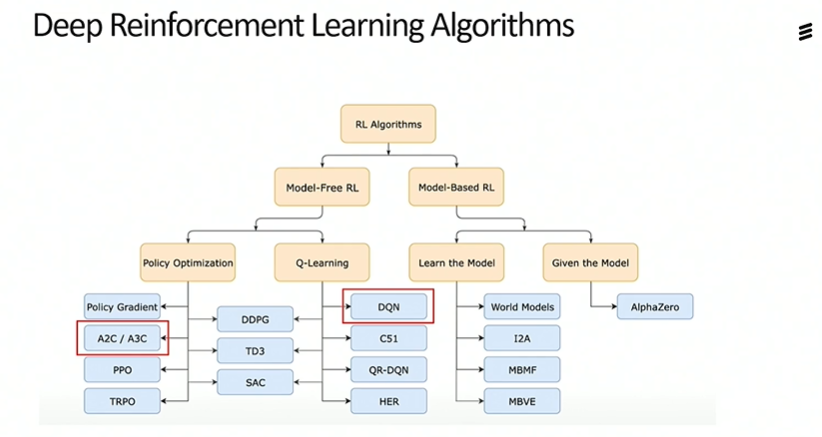 Deep Reinforcement Learning Algorithms
RL Algorithms
Model-Free RL
Model-Based RL
Policy Optimization
Q-Learning
Learn the Model
Given the Model
Policy Gradient
A2C / A3C
PPO
TRPO
DDPG
TD3
SAC
DQN
C51
QR-DQN
HER
World Models
I2A
MBMF
MBVE
AlphaZero